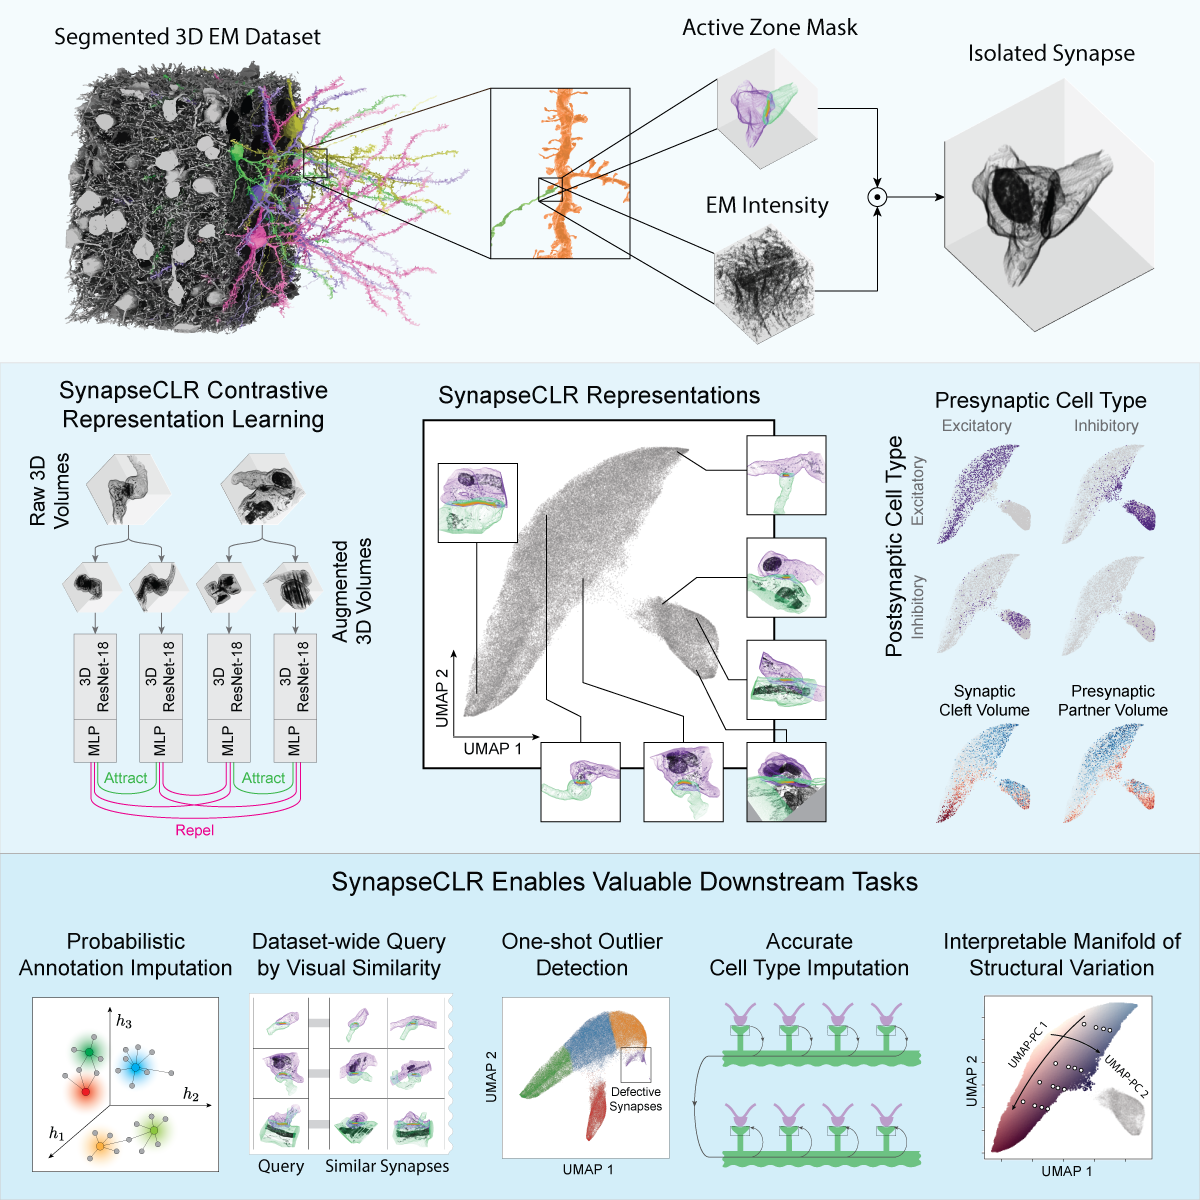 Segmented 3D EM Dataset
Active Zone Mask
Isolated Synapse
EM Intensity
SynapseCLR Contrastive
Representation Learning
Raw 3D
Volumes
Augmented
3D Volumes
3D
ResNet-18
3D
ResNet-18
3D
ResNet-18
3D
ResNet-18
MLP
MLP
MLP
MLP
Attract
Attract
Repel
SynapseCLR Representations
UMAP 2
UMAP 1
Presynaptic Cell Type
Excitatory
Inhibitory
Postsynaptic Cell Type
Excitatory
Inhibitory
Synaptic
Cleft Volume
Presynaptic
Partner Volume
SynapseCLR Enables Valuable Downstream Tasks
Probabilistic
Annotation Imputation
h3
h2
h1
Dataset-wide Query
by Visual Similarity
Query
Similar Synapses
One-shot Outlier
Detection
UMAP 2
Defective
Synapses
UMAP 1
Accurate
Cell Type Imputation
Interpretable Manifold of
Structural Variation
UMAP 2
UMAP-PC 1
UMAP-PC 2
UMAP 1